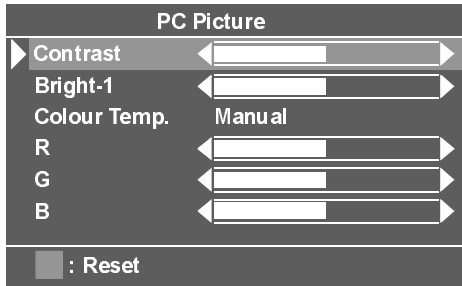 PC Picture
Contrast
Bright-1
Colour Temp. Manual
R
G
B
: Reset